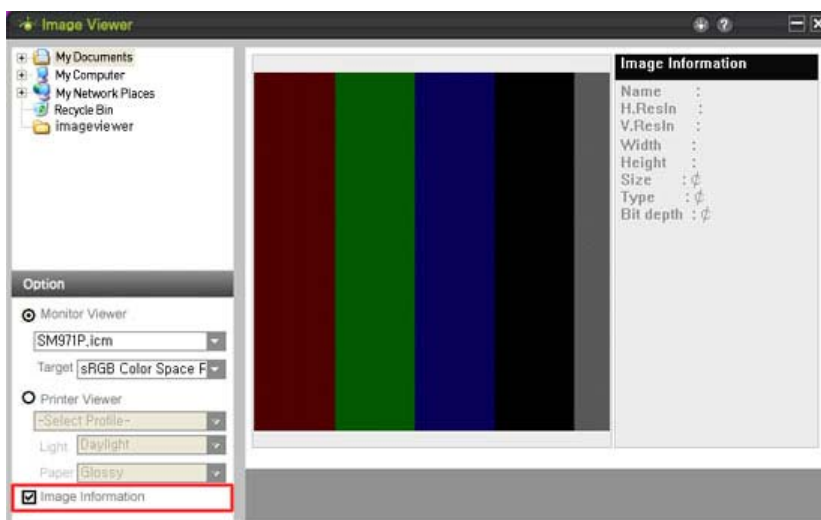 Image Viewer
?
My Documents
My Computer
My Network Places
Recycle Bin
imageviewer
Option
Monitor Viewer
SM971P.icm
Target sRGB Color Space F
Printer Viewer
-Select Profile-
Light Daylight
Paper Glossy
Image Information
Image Information
Name :
H.Resln :
V.Resln :
Width :
Height :
Size : ¢
Type : ¢
Bit depth : ¢